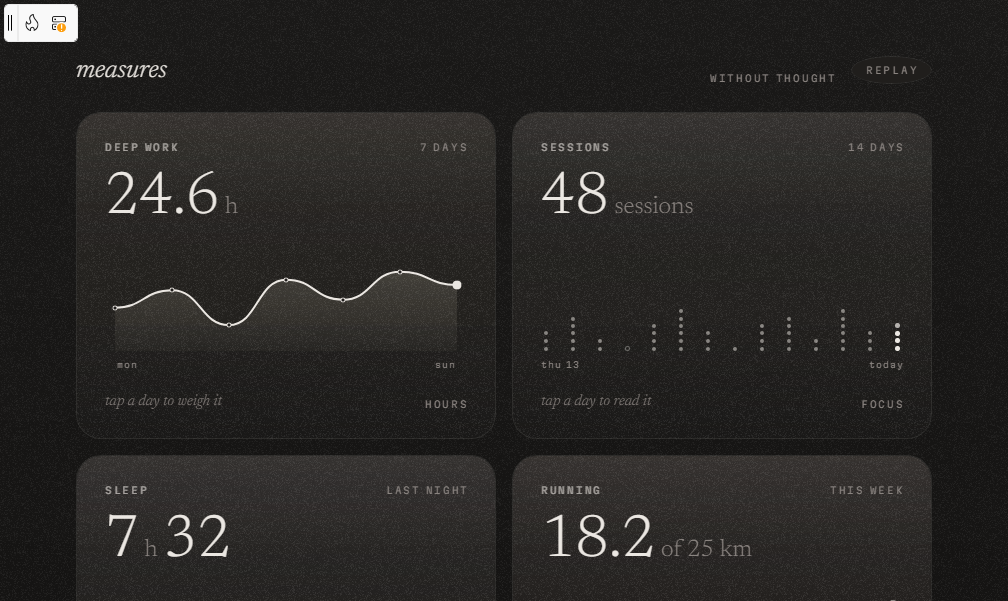 measures
WITHOUT THOUGHT
REPLAY
DEEP WORK
7 DAYS
24.6 h
mon
sun
tap a day to weigh it
HOURS
SESSIONS
14 DAYS
48 sessions
thu 13
today
tap a day to read it
FOCUS
SLEEP
LAST NIGHT
7 h 32
RUNNING
THIS WEEK
18.2 of 25 km